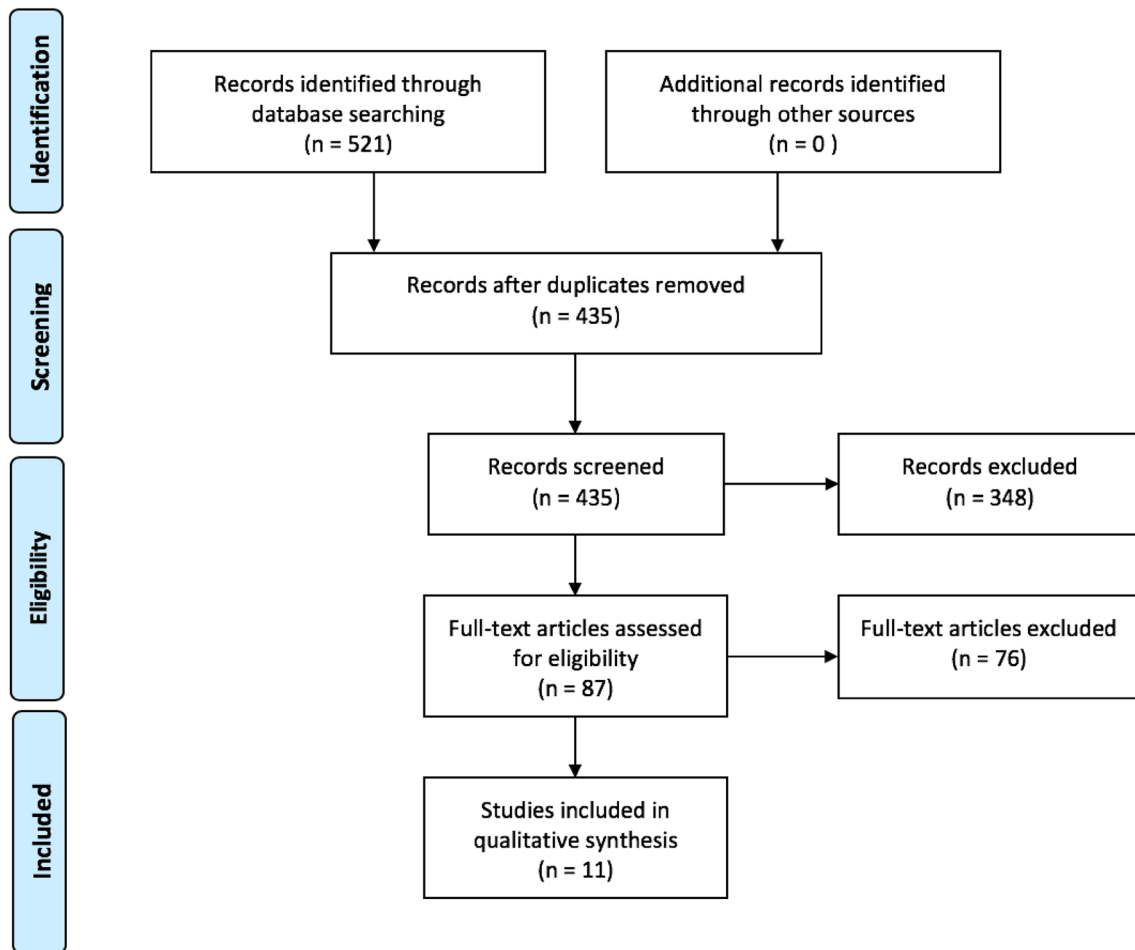 Identification
Records identified through
database searching
(n = 521)
Additional records identified
through other sources
(n = 0 )
Screening
Records after duplicates removed
(n = 435)
Records screened
(n = 435)
Records excluded
(n = 348)
Eligibility
Full-text articles assessed
for eligibility
(n = 87)
Full-text articles excluded
(n = 76)
Included
Studies included in
qualitative synthesis
(n = 11)